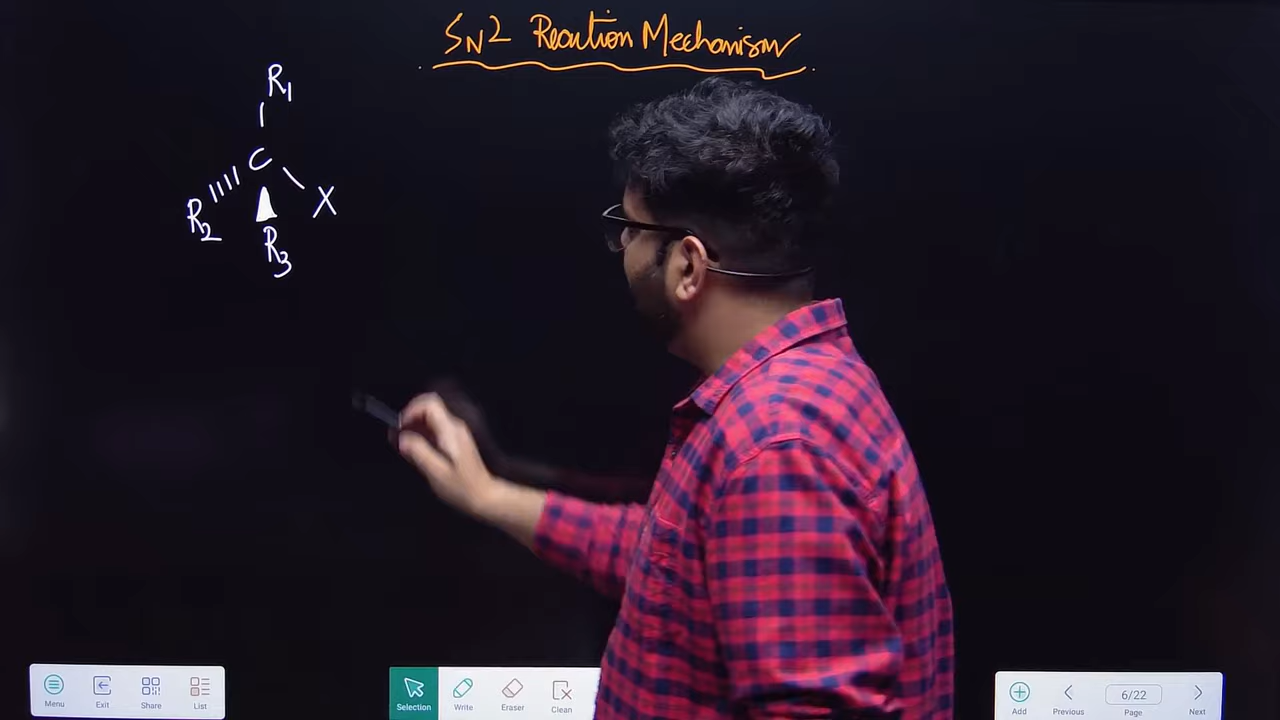 SN2 Reaction Mechanism
R1
C
R2
X
R3
Menu
Exit
Share
List
Selection
Write
Eraser
Clean
Add
Previous
6/22
Page
Next